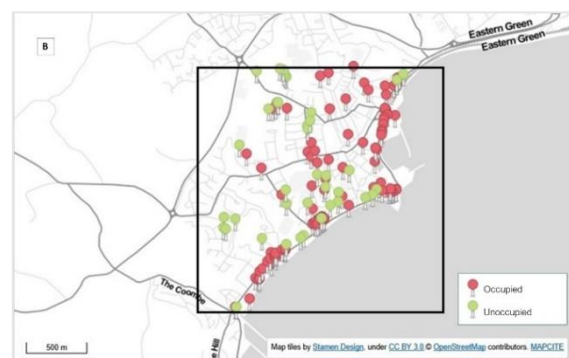 B
Eastern Green
Eastern Green
The Coombe
e Hill
Occupied
Unoccupied
500 m
Map tiles by Stamen Design, under CC BY 3.0 © OpenStreetMap contributors. MAPCITE